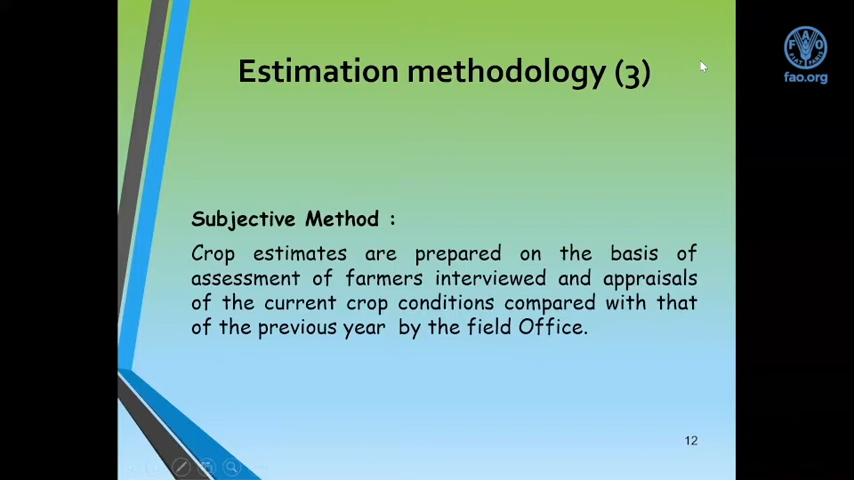 Estimation methodology (3)
FAO
FIAT PANIS
fao.org
Subjective Method :
Crop estimates are prepared on the basis of
assessment of farmers interviewed and appraisals
of the current crop conditions compared with that
of the previous year by the field Office.
12